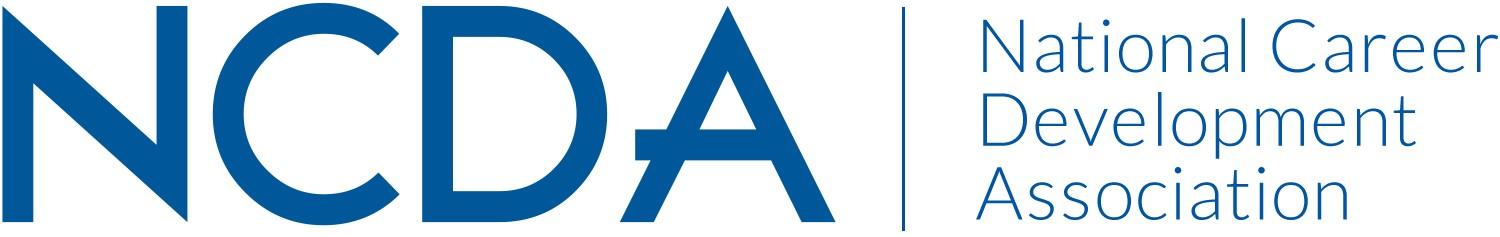 NCDA
National Career
Development
Association